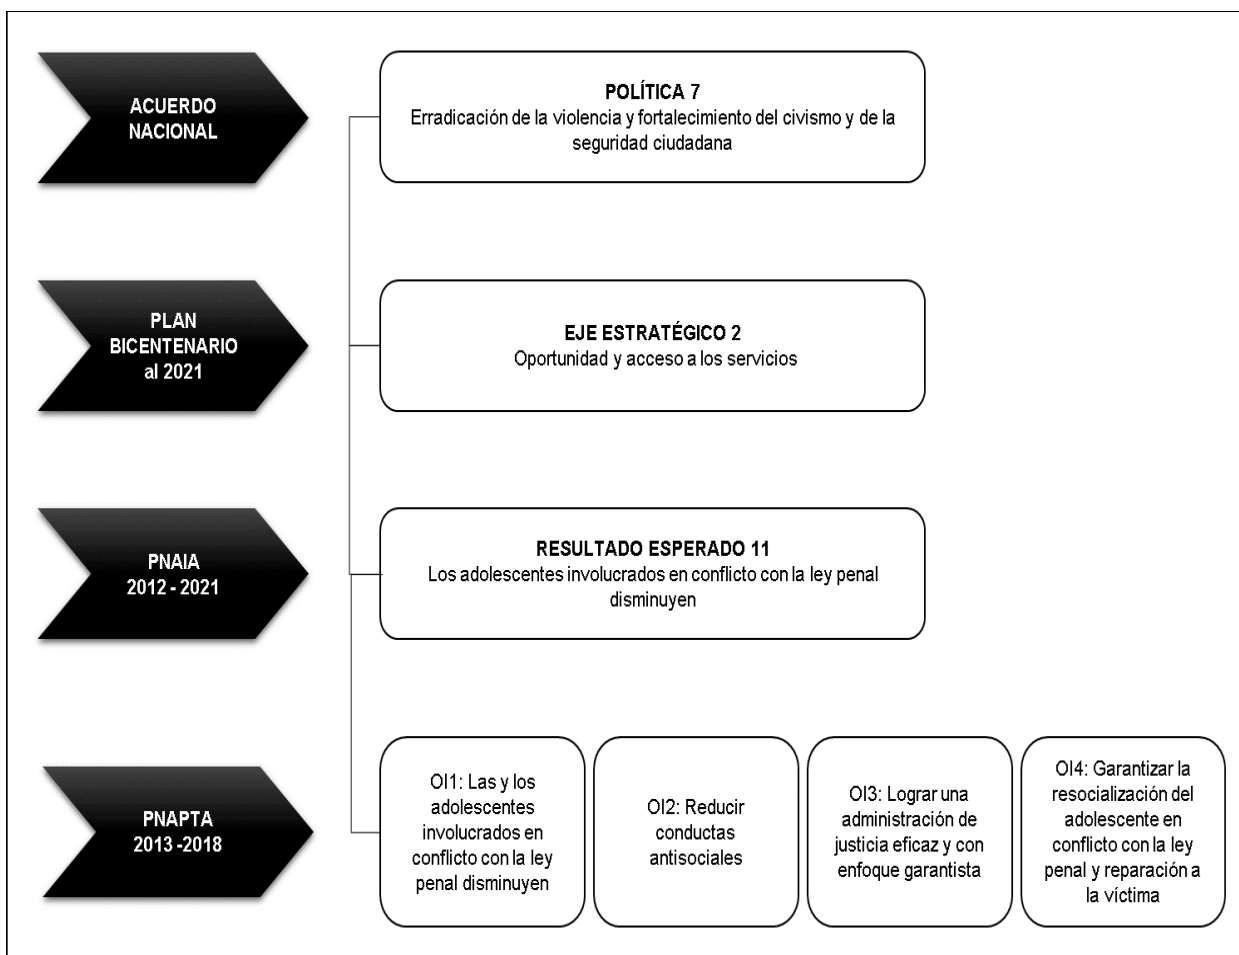 ACUERDO
NACIONAL
POLÍTICA 7
Erradicación de la violencia y fortalecimiento del civismo y de la
seguridad ciudadana
PLAN
BICENTENARIO
al 2021
EJE ESTRATÉGICO 2
Oportunidad y acceso a los servicios
PNAIA
2012 - 2021
RESULTADO ESPERADO 11
Los adolescentes involucrados en conflicto con la ley penal
disminuyen
PNAPTA
2013 -2018
OI1: Las y los
adolescentes
involucrados en
conflicto con la ley
penal disminuyen
OI2: Reducir
conductas
antisociales
OI3: Lograr una
administración de
justicia eficaz y con
enfoque garantista
OI4: Garantizar la
resocialización del
adolescente en
conflicto con la ley
penal y reparación a
la víctima